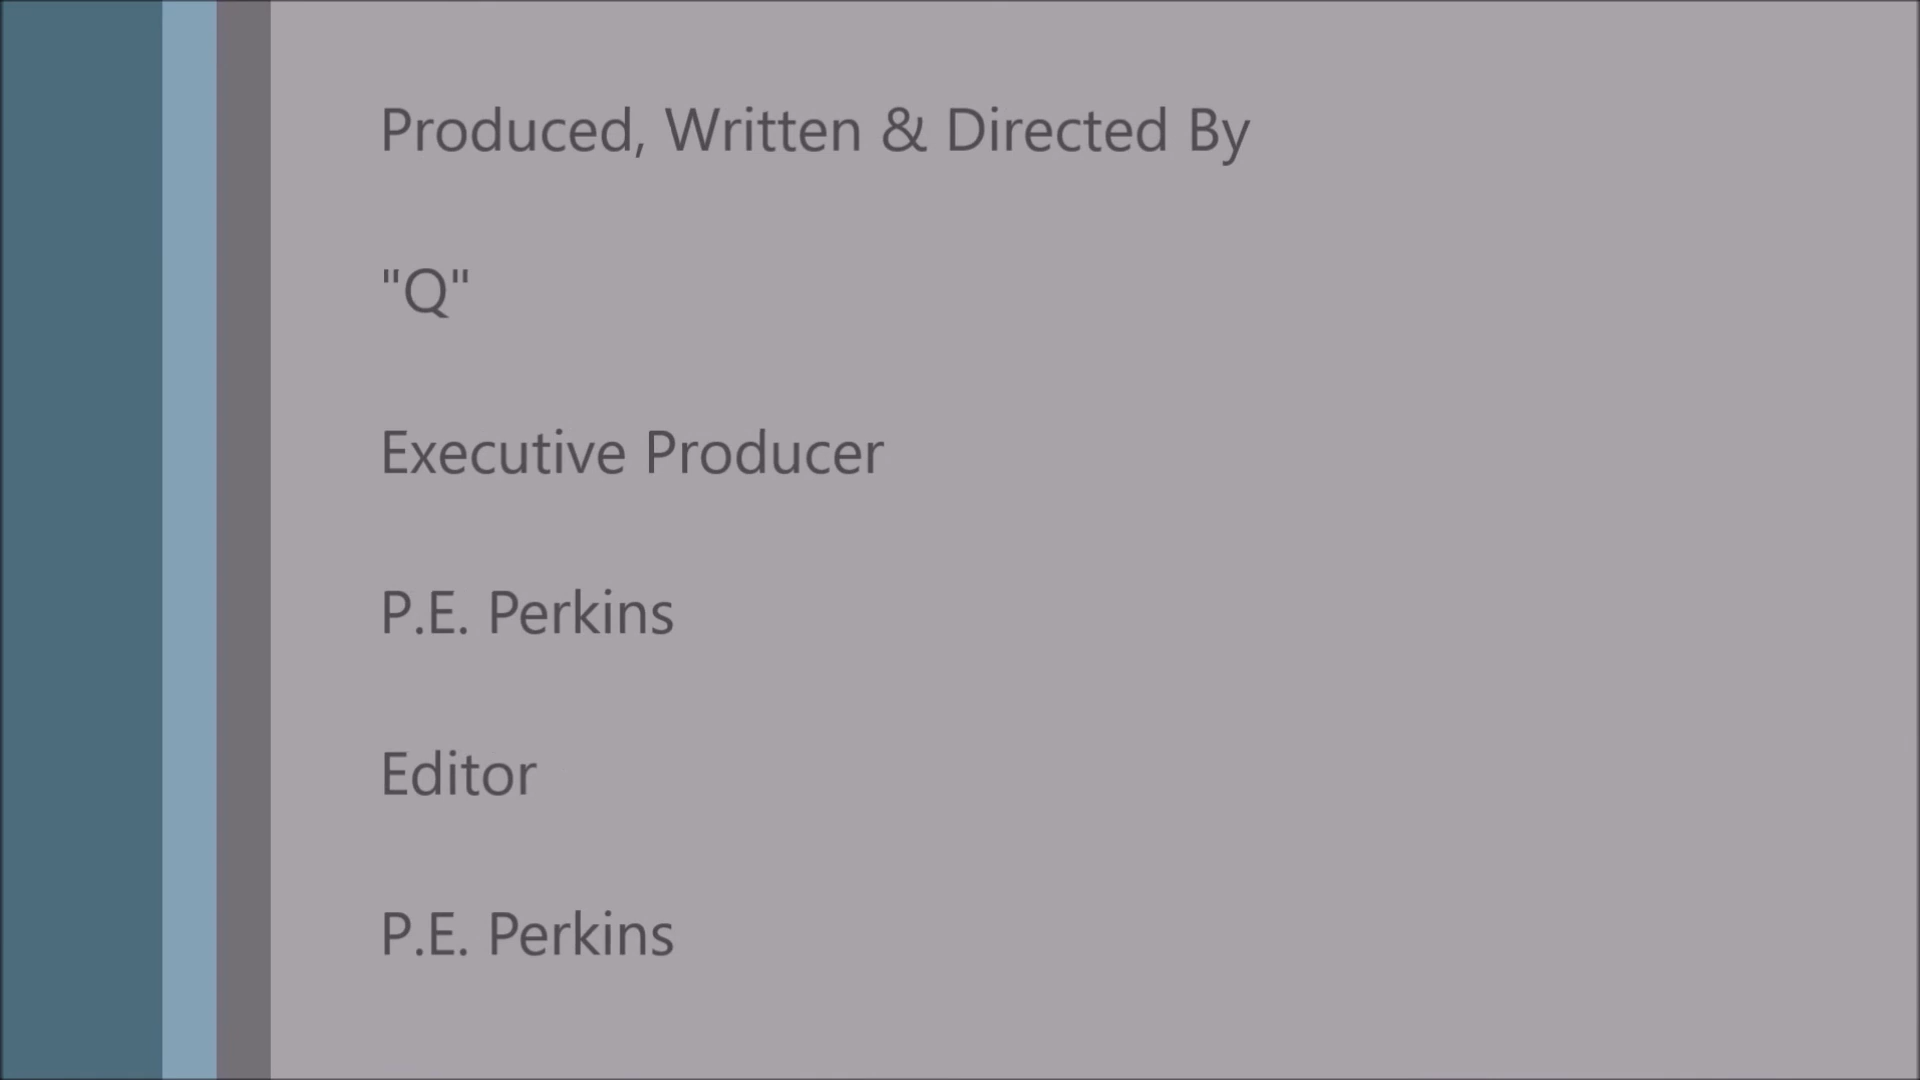 Produced, Written & Directed By
"Q"
Executive Producer
P.E. Perkins
Editor
P.E. Perkins